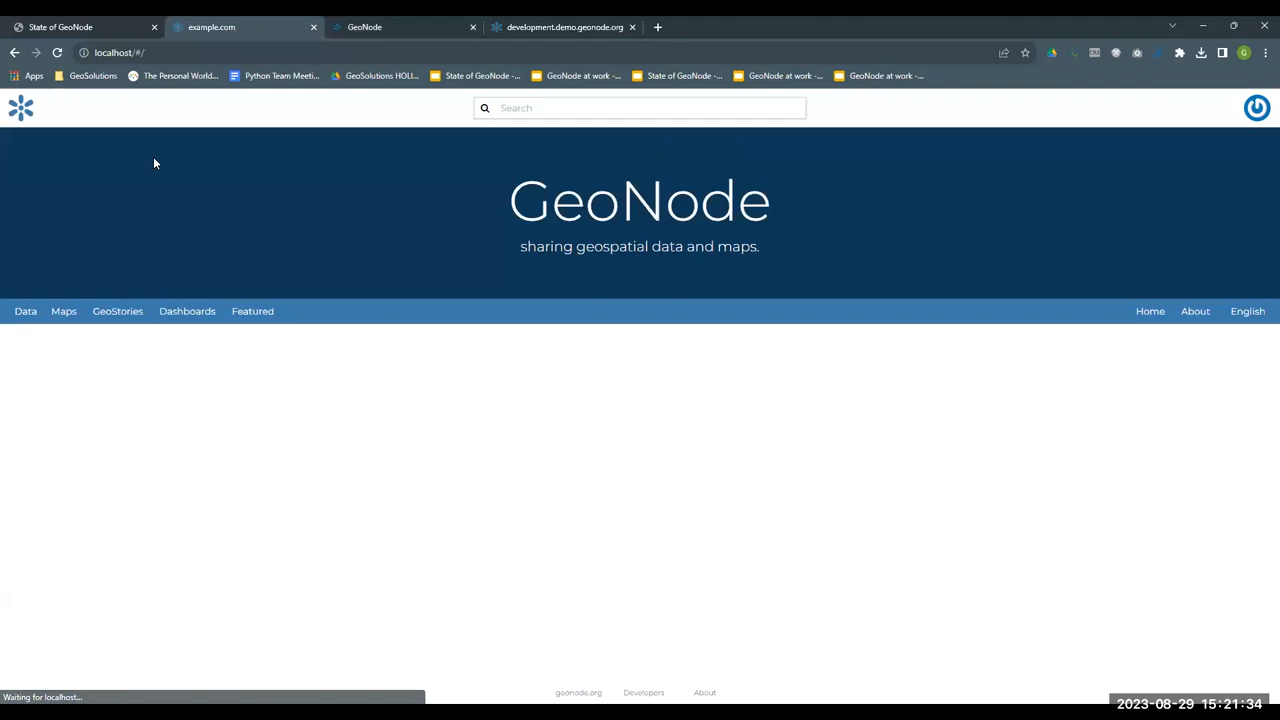 State of GeoNode
example.com
GeoNode
development.demo.geonode.org
localhost/#/
G
Apps
GeoSolutions
The Personal World...
Python Team Meeti...
GeoSolutions HOLI...
State of GeoNode -...
GeoNode at work -...
State of GeoNode -...
GeoNode at work -...
GeoNode at work -...
Search
GeoNode
sharing geospatial data and maps.
Data Maps GeoStories Dashboards Featured
Home About English
geonode.org Developers About
Waiting for localhost...
2023-08-29 15:21:34